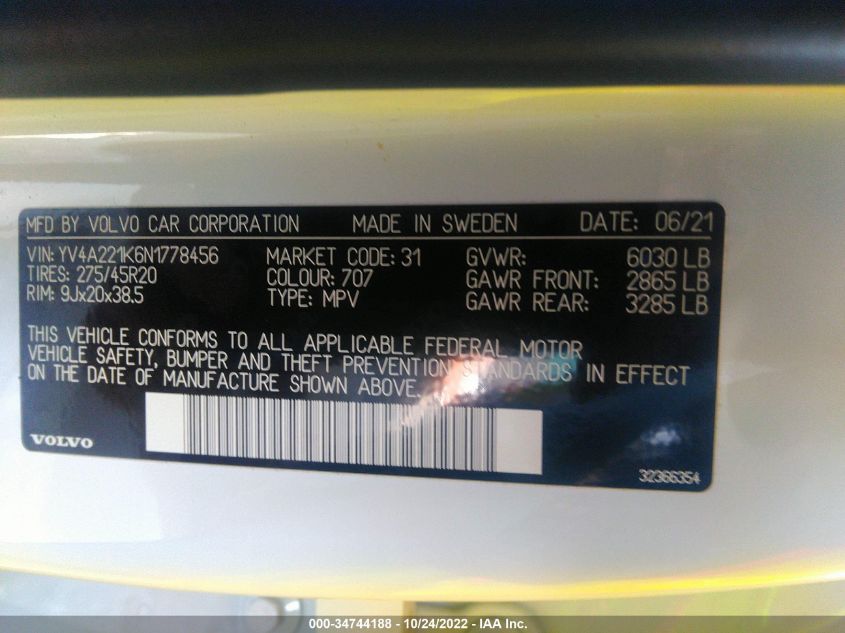 MFD BY VOLVO CAR CORPORATION MADE IN SWEDEN DATE: 06/21
VIN: YV4A221K6N1778456 MARKET CODE: 31 GVWR: 6030 LB
TIRES: 275/45R20 COLOUR: 707 GAWR FRONT: 2865 LB
RIM: 9Jx20x38.5 TYPE: MPV GAWR REAR: 3285 LB
THIS VEHICLE CONFORMS TO ALL APPLICABLE FEDERAL MOTOR
VEHICLE SAFETY, BUMPER AND THEFT PREVENTION STANDARDS IN EFFECT
ON THE DATE OF MANUFACTURE SHOWN ABOVE.
VOLVO
32366354
000-34744188 - 10/24/2022 - IAA Inc.